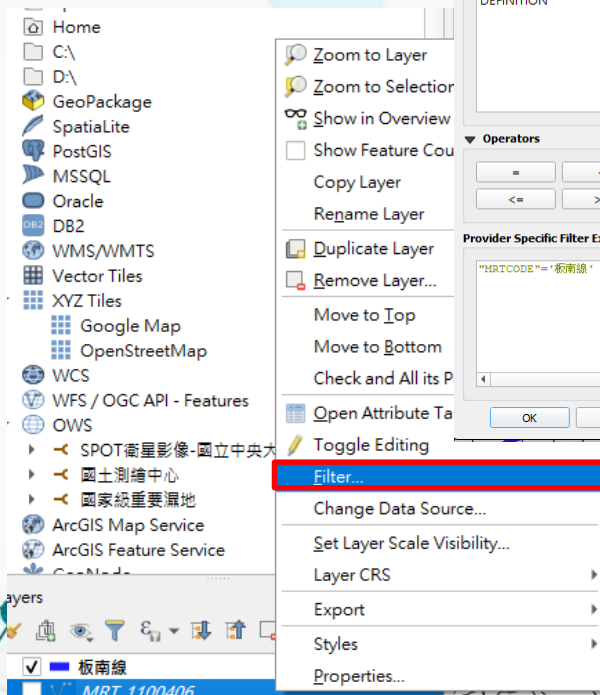 Home
C:\
D:\
GeoPackage
SpatiaLite
PostGIS
MSSQL
Oracle
DB2
DB2
WMS/WMTS
Vector Tiles
XYZ Tiles
Google Map
OpenStreetMap
WCS
WFS / OGC API - Features
OWS
SPOT衛星影像-國立中央大
國土測繪中心
國家級重要濕地
ArcGIS Map Service
ArcGIS Feature Service
GeoNode
ayers
板南線
MRT_1100406
Zoom to Layer
Zoom to Selection
Show in Overview
Show Feature Cou
Copy Layer
Rename Layer
Duplicate Layer
Remove Layer...
Move to Top
Move to Bottom
Check and All its P
Open Attribute Ta
Toggle Editing
Filter...
Change Data Source...
Set Layer Scale Visibility...
Layer CRS
Export
Styles
Properties...
DEFINITION
Operators
=
<=
>
Provider Specific Filter Ex
"MRTCODE"='板南線'
OK